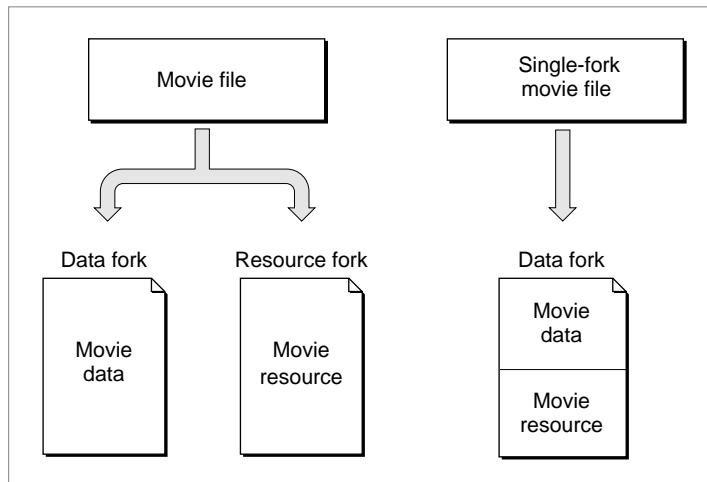 Movie file
Single-fork
movie file
Data fork
Resource fork
Data fork
Movie
data
Movie
resource
Movie
data
Movie
resource